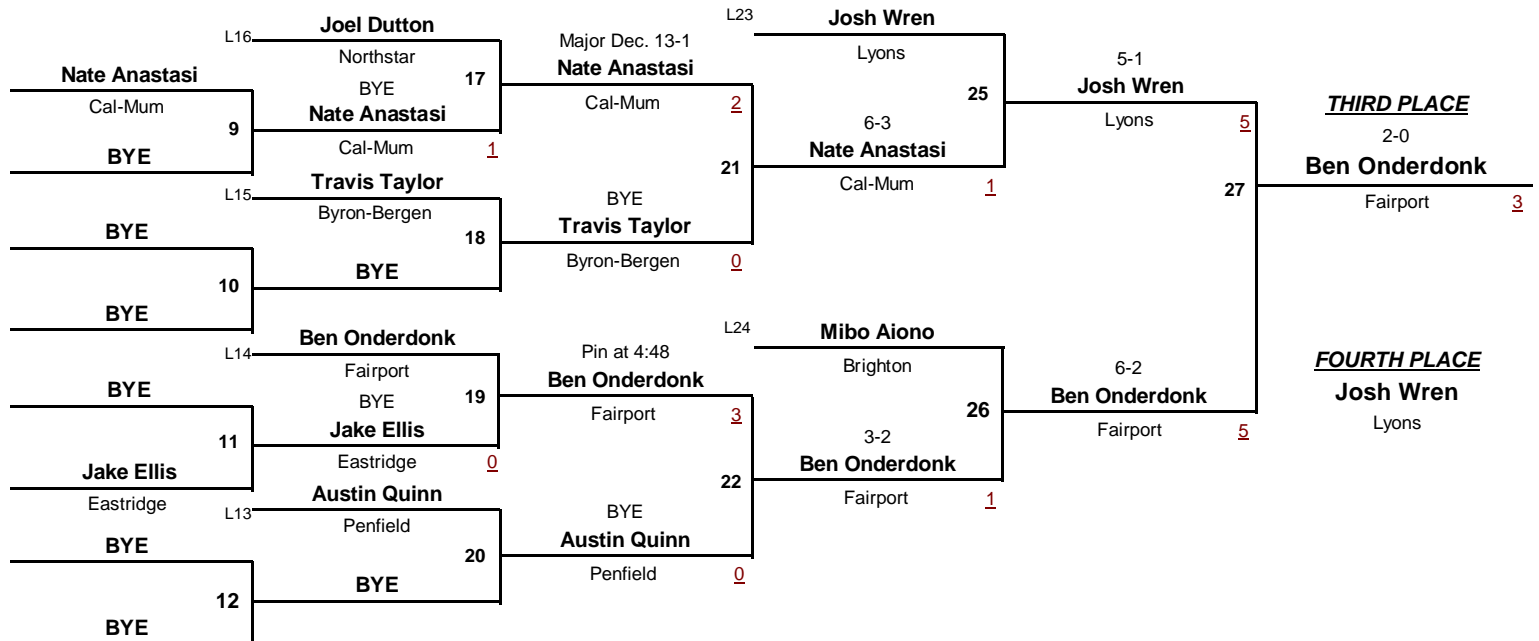 L16
Joel Dutton
Northstar
Nate Anastasi
Cal-Mum
9
BYE
BYE
Nate Anastasi
Cal-Mum
1
17
Major Dec. 13-1
Nate Anastasi
Cal-Mum
2
L15
Travis Taylor
Byron-Bergen
BYE
10
BYE
BYE
18
BYE
Travis Taylor
Byron-Bergen
0
21
L23
Josh Wren
Lyons
6-3
Nate Anastasi
Cal-Mum
1
25
5-1
Josh Wren
Lyons
5
L14
Ben Onderdonk
Fairport
BYE
11
Jake Ellis
Eastridge
BYE
Jake Ellis
Eastridge
0
19
Pin at 4:48
Ben Onderdonk
Fairport
3
L13
Austin Quinn
Penfield
BYE
12
BYE
BYE
20
BYE
Austin Quinn
Penfield
0
22
L24
Mibo Aiono
Brighton
3-2
Ben Onderdonk
Fairport
1
26
6-2
Ben Onderdonk
Fairport
5
27
THIRD PLACE
2-0
Ben Onderdonk
Fairport
3
FOURTH PLACE
Josh Wren
Lyons